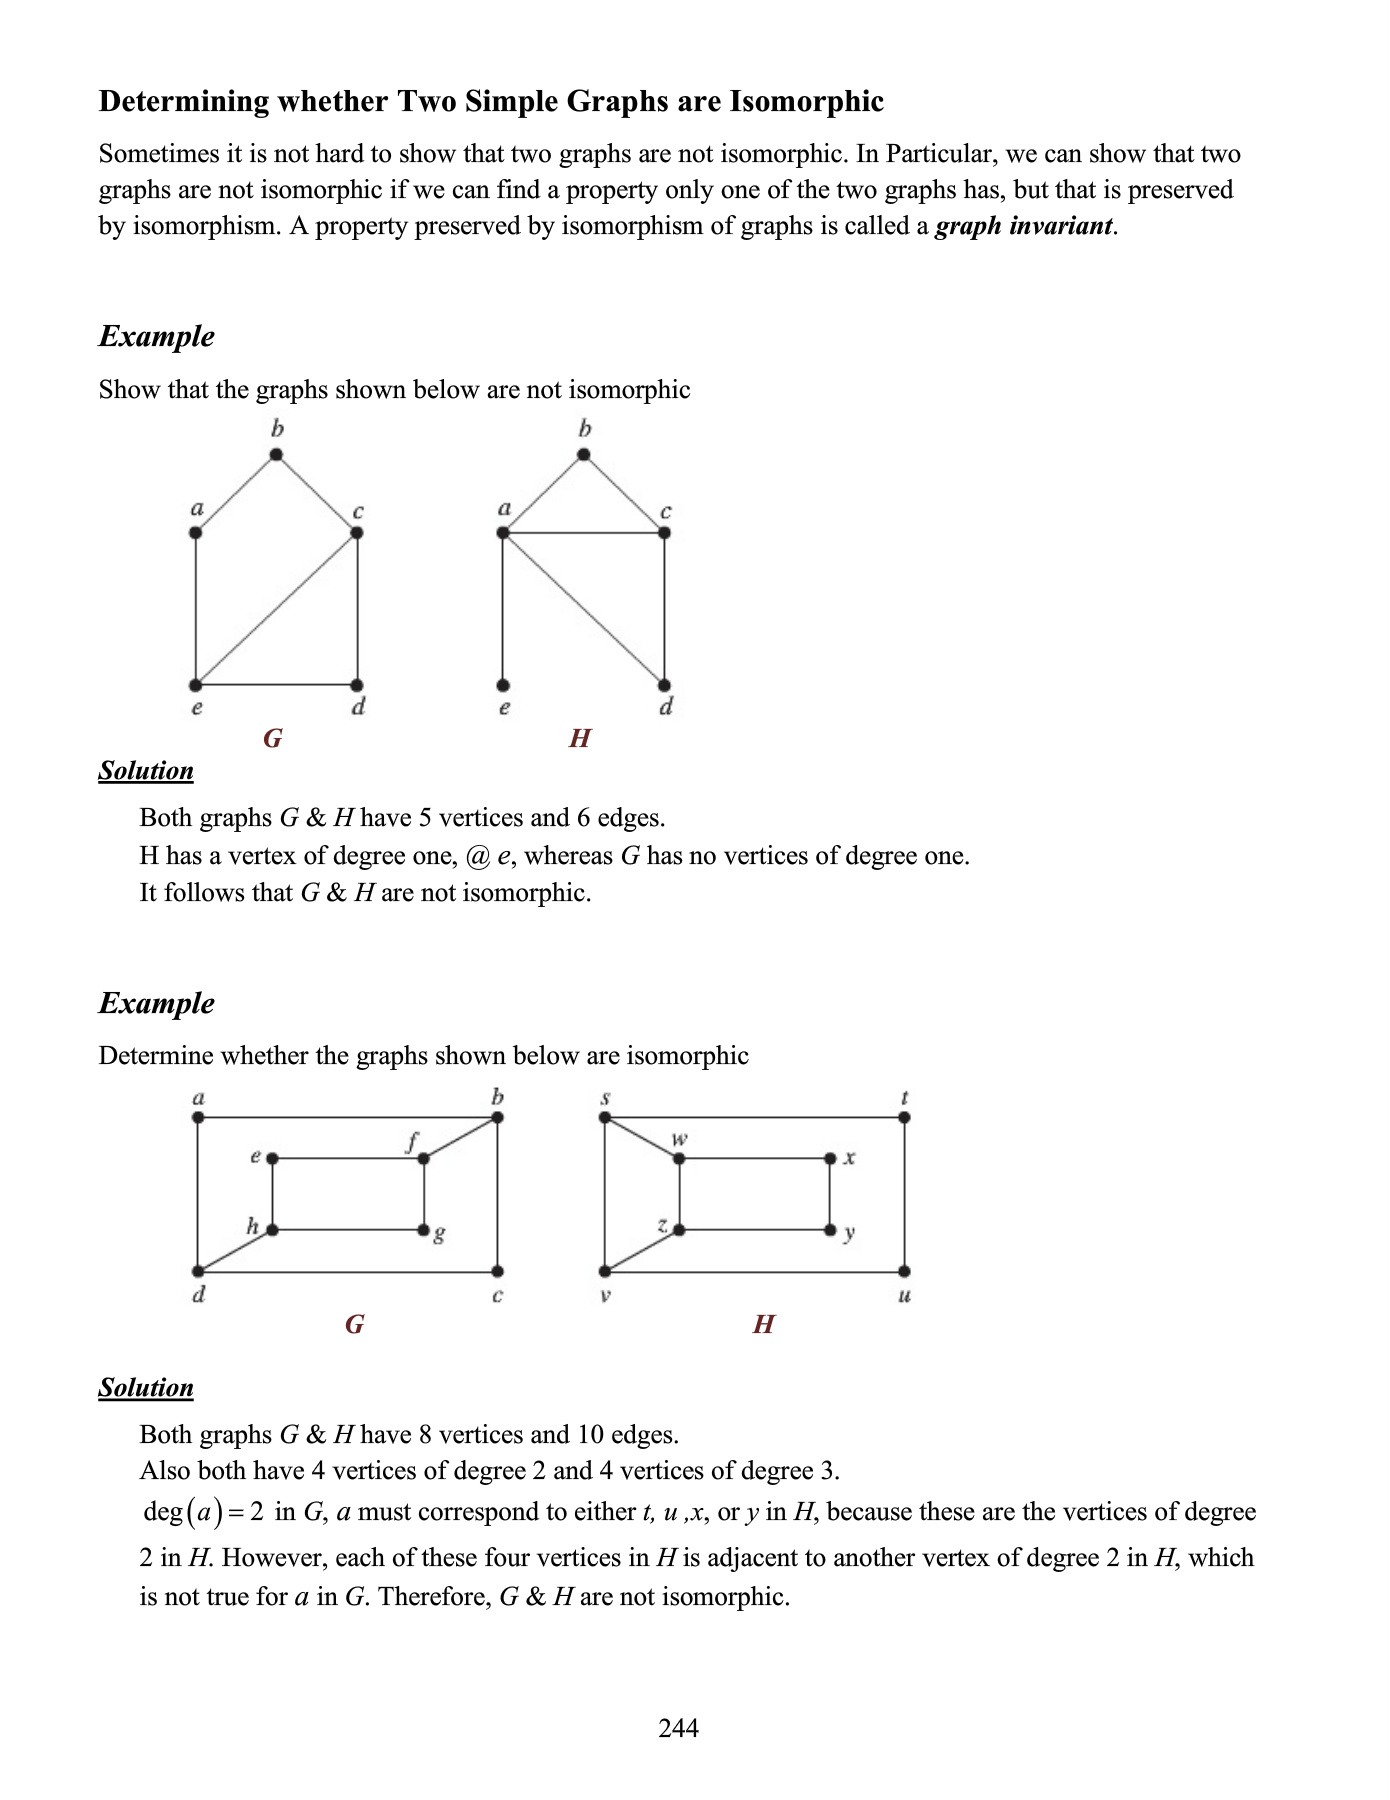 Determining whether Two Simple Graphs are Isomorphic
Sometimes it is not hard to show that two graphs are not isomorphic. In Particular, we can show that two
graphs are not isomorphic if we can find a property only one of the two graphs has, but that is preserved
by isomorphism. A property preserved by isomorphism of graphs is called a graph invariant.
Example
Show that the graphs shown below are not isomorphic
b b
a c a c
e d e d
G H
Solution
Both graphs G & H have 5 vertices and 6 edges.
H has a vertex of degree one, @ e, whereas G has no vertices of degree one.
It follows that G & H are not isomorphic.
Example
Determine whether the graphs shown below are isomorphic
a b s t
e f w x
h g z y
d c v u
G H
Solution
Both graphs G & H have 8 vertices and 10 edges.
Also both have 4 vertices of degree 2 and 4 vertices of degree 3.
deg(a) = 2 in G, a must correspond to either t, u ,x, or y in H, because these are the vertices of degree
2 in H. However, each of these four vertices in H is adjacent to another vertex of degree 2 in H, which
is not true for a in G. Therefore, G & H are not isomorphic.
244